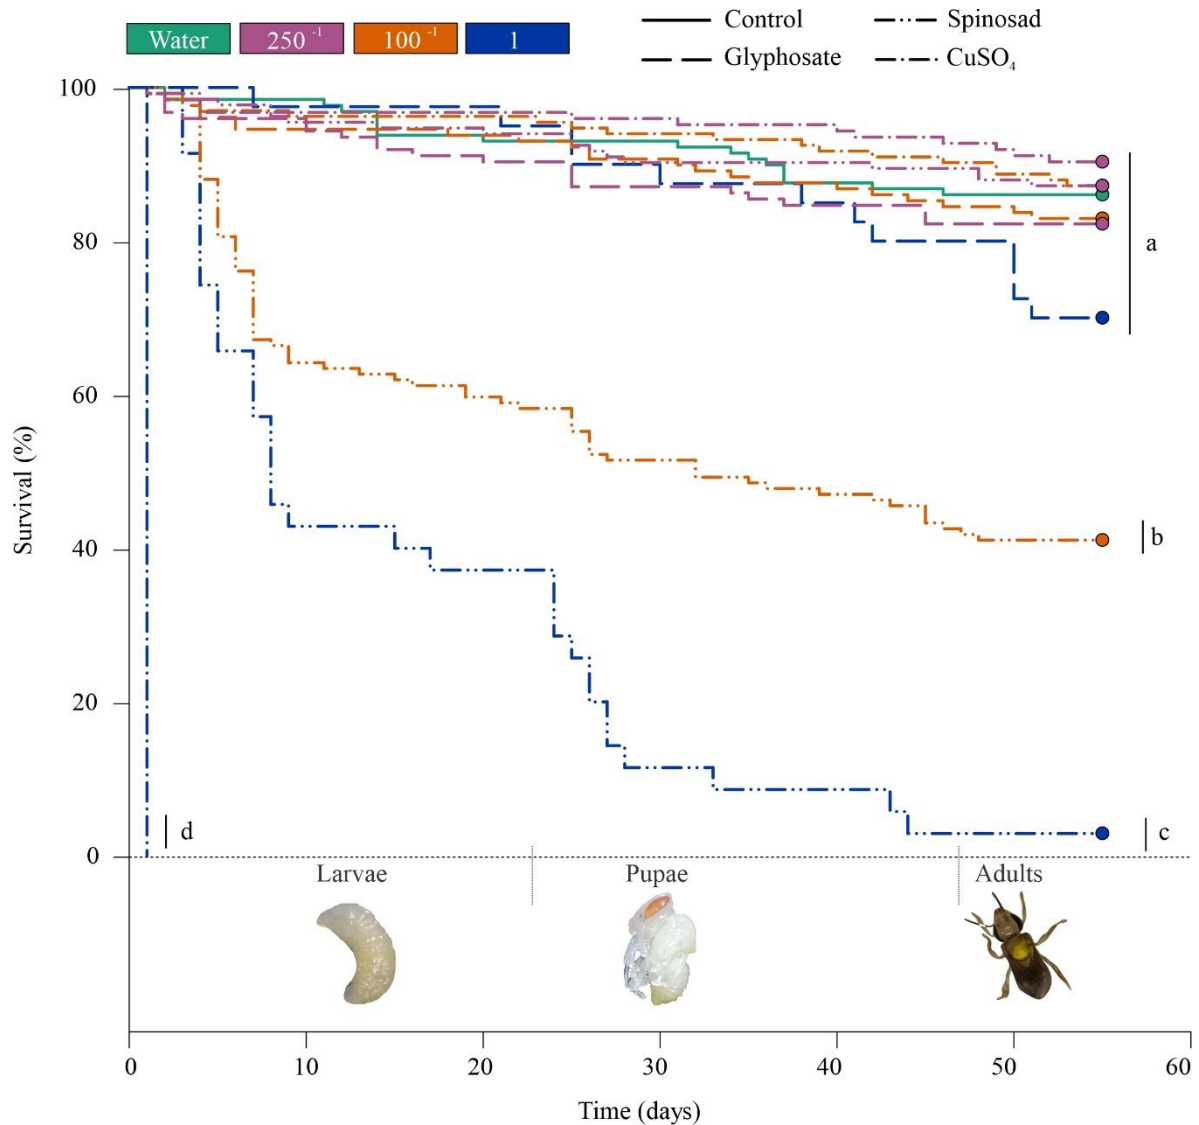 Water 250 ⁻¹ 100 ⁻¹ 1
Control Spinosad
Glyphosate CuSO₄
100
80
60
40
20
0
Survival (%)
a
b
c
d
Larvae Pupae Adults
0 10 20 30 40 50 60
Time (days)